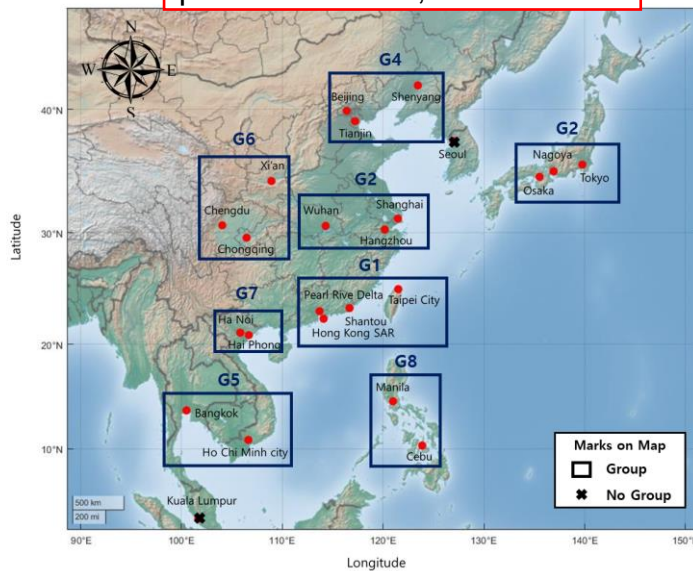 N
W E
S
G4
Beijing
Shenyang
Tianjin
Seoul
G2
Nagoya
Osaka
Tokyo
G6
Xi'an
Chengdu
Chongqing
G2
Wuhan
Shanghai
Hangzhou
G1
Pearl Rive Delta
Taipei City
Shantou
Hong Kong SAR
G7
Ha Noi
Hai Phong
G5
Bangkok
Ho Chi Minh city
G8
Manila
Cebu
Kuala Lumpur
Marks on Map
Group
No Group
500 km
200 mi
40°N
30°N
20°N
10°N
Latitude
90°E 100°E 110°E 120°E 130°E 140°E 150°
Longitude